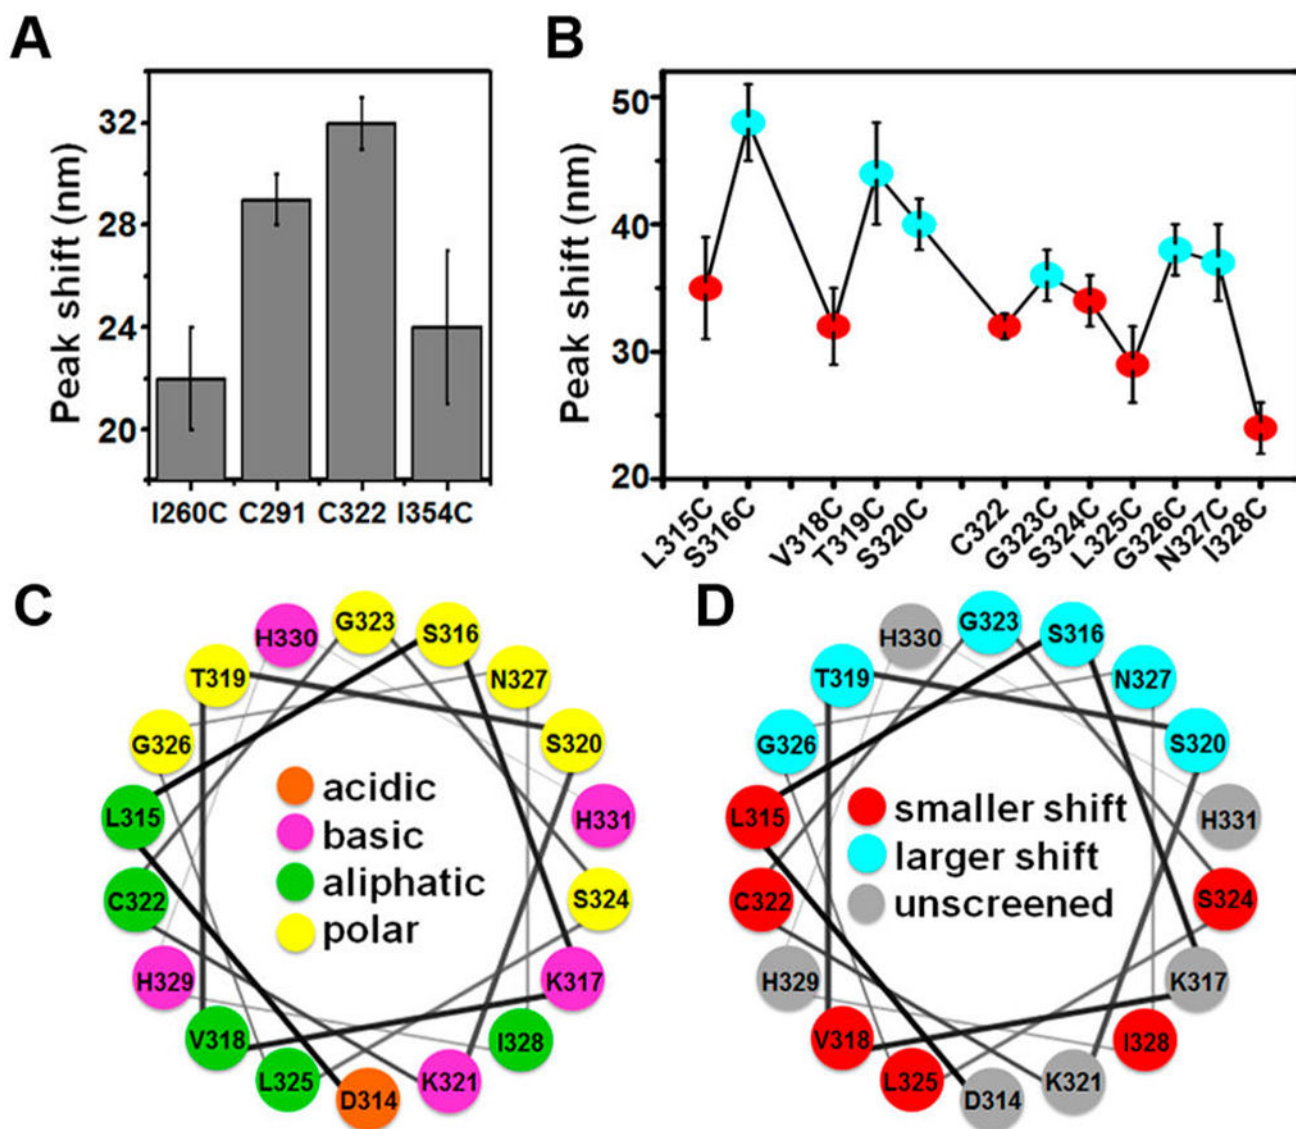 A
Peak shift (nm)
32
28
24
20
I260C C291 C322 I354C
B
Peak shift (nm)
50
40
30
20
L315C
S316C
V318C
T319C
S320C
C322
G323C
S324C
L325C
G326C
N327C
I328C
C
H330
G323
S316
T319
N327
G326
S320
L315
H331
C322
S324
H329
K317
V318
I328
L325
K321
D314
acidic
basic
aliphatic
polar
D
H330
G323
S316
T319
N327
G326
S320
L315
H331
C322
S324
H329
K317
V318
I328
L325
K321
D314
smaller shift
larger shift
unscreened